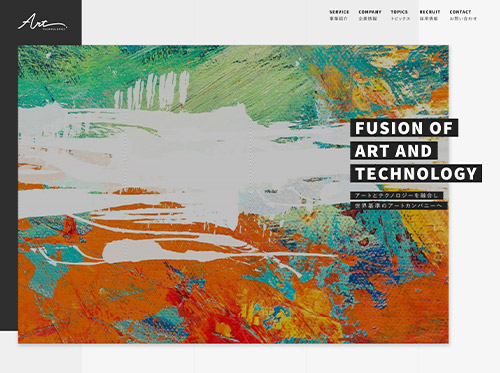 Art
TECHNOLOGIES
SERVICE
事業紹介
COMPANY
企業情報
TOPICS
トピックス
RECRUIT
採用情報
CONTACT
お問い合わせ
FUSION OF
ART AND
TECHNOLOGY
アートとテクノロジーを融合し
世界基準のアートカンパニーへ